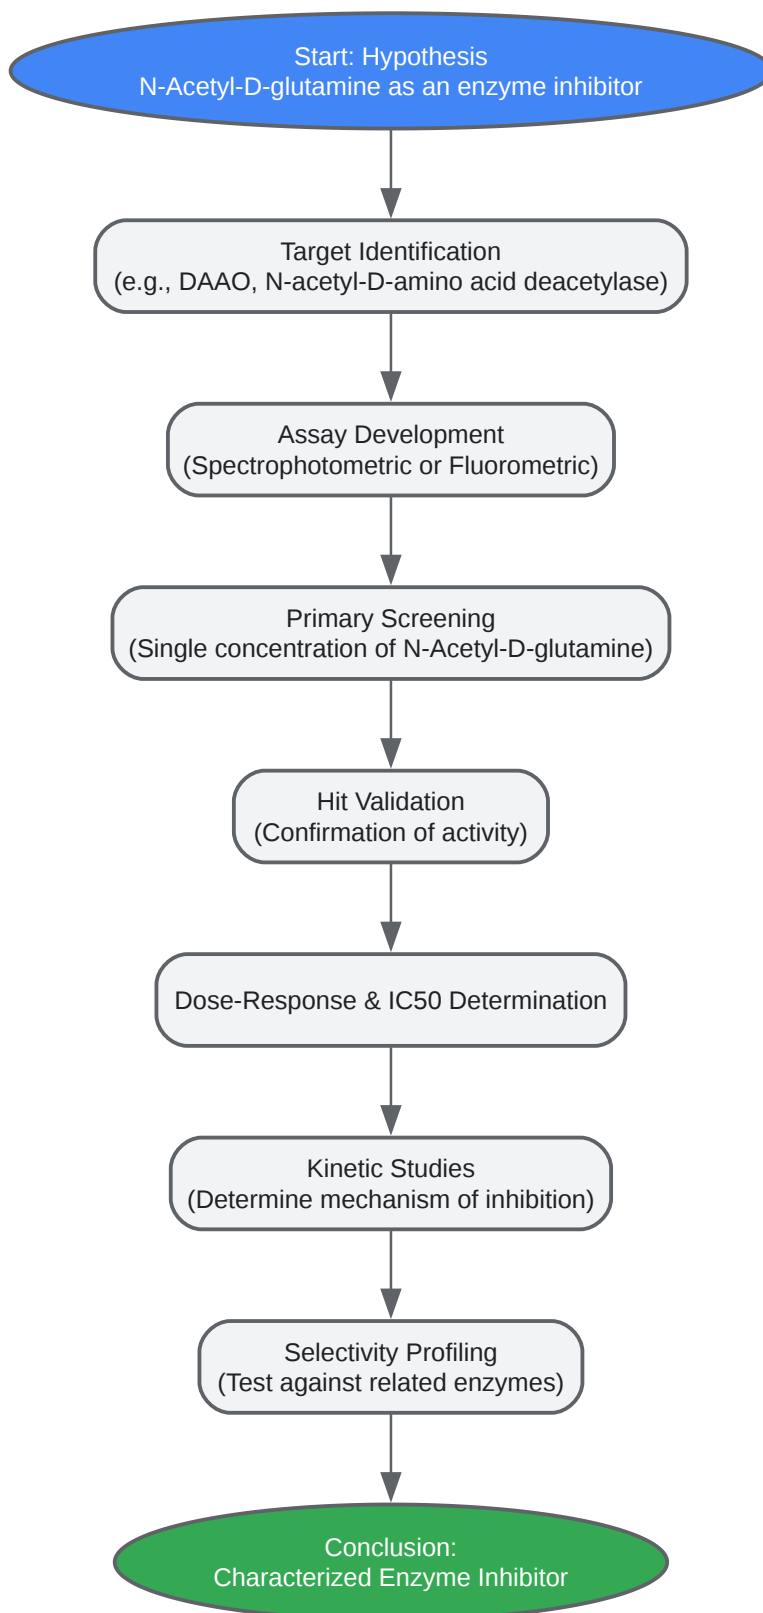 Start: Hypothesis
N-Acetyl-D-glutamine as an enzyme inhibitor
Target Identification
(e.g., DAAO, N-acetyl-D-amino acid deacetylase)
Assay Development
(Spectrophotometric or Fluorometric)
Primary Screening
(Single concentration of N-Acetyl-D-glutamine)
Hit Validation
(Confirmation of activity)
Dose-Response & IC50 Determination
Kinetic Studies
(Determine mechanism of inhibition)
Selectivity Profiling
(Test against related enzymes)
Conclusion:
Characterized Enzyme Inhibitor